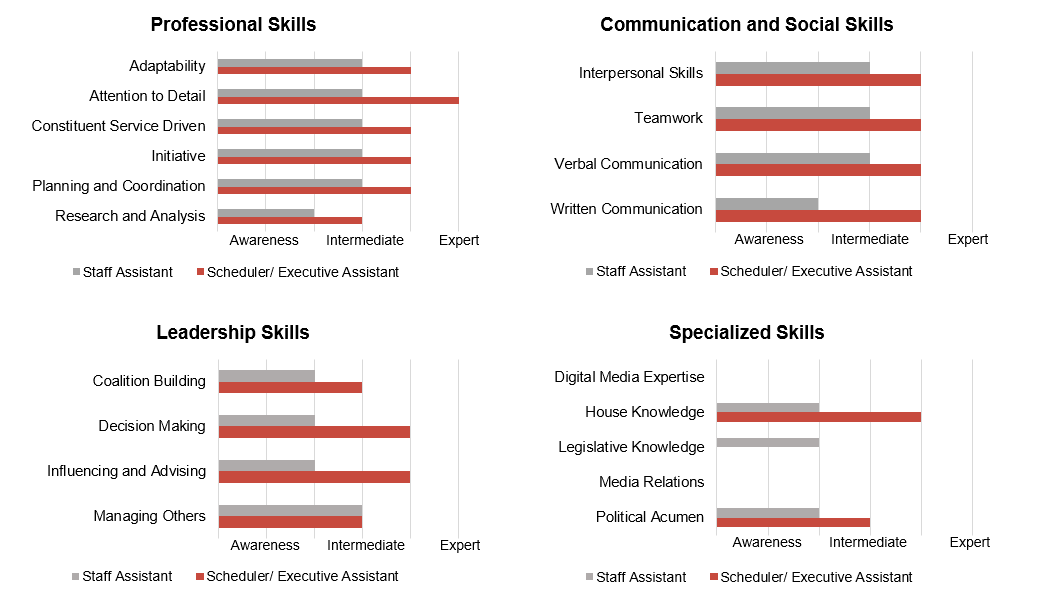 Professional Skills
Adaptability
Attention to Detail
Constituent Service Driven
Initiative
Planning and Coordination
Research and Analysis
Awareness Intermediate Expert
Staff Assistant Scheduler/ Executive Assistant
Communication and Social Skills
Interpersonal Skills
Teamwork
Verbal Communication
Written Communication
Awareness Intermediate Expert
Staff Assistant Scheduler/ Executive Assistant
Leadership Skills
Coalition Building
Decision Making
Influencing and Advising
Managing Others
Awareness Intermediate Expert
Staff Assistant Scheduler/ Executive Assistant
Specialized Skills
Digital Media Expertise
House Knowledge
Legislative Knowledge
Media Relations
Political Acumen
Awareness Intermediate Expert
Staff Assistant Scheduler/ Executive Assistant